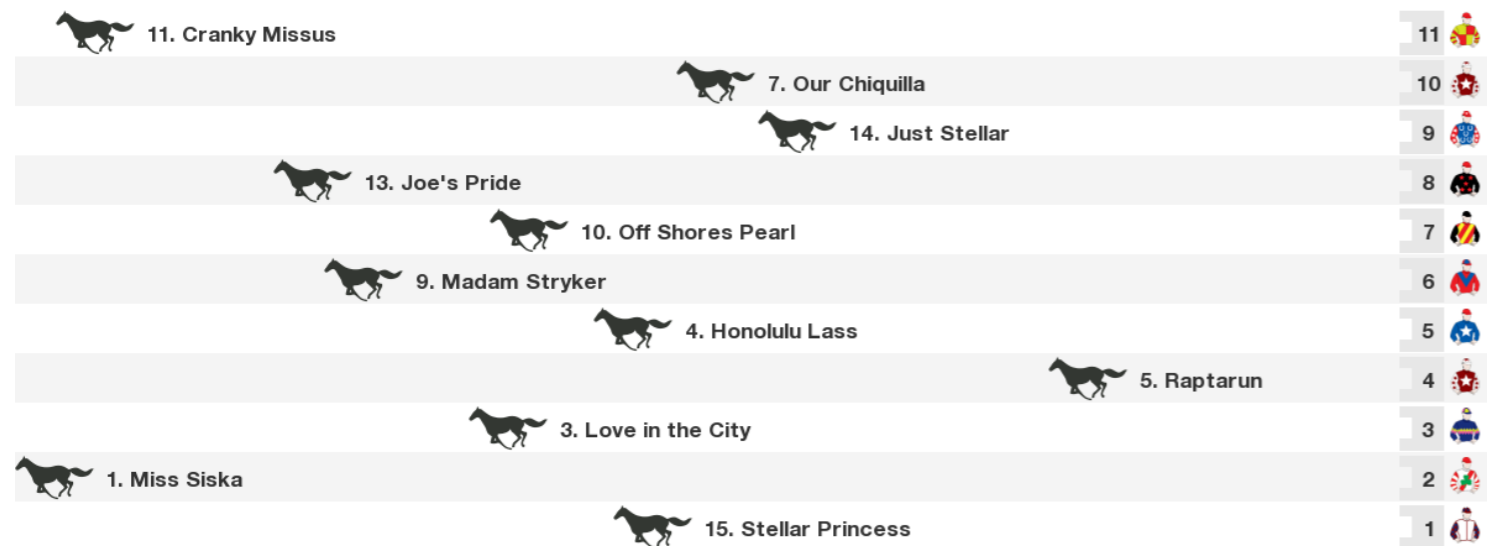 11. Cranky Missus 11
7. Our Chiquilla 10
14. Just Stellar 9
13. Joe's Pride 8
10. Off Shores Pearl 7
9. Madam Stryker 6
4. Honolulu Lass 5
5. Raptarun 4
3. Love in the City 3
1. Miss Siska 2
15. Stellar Princess 1